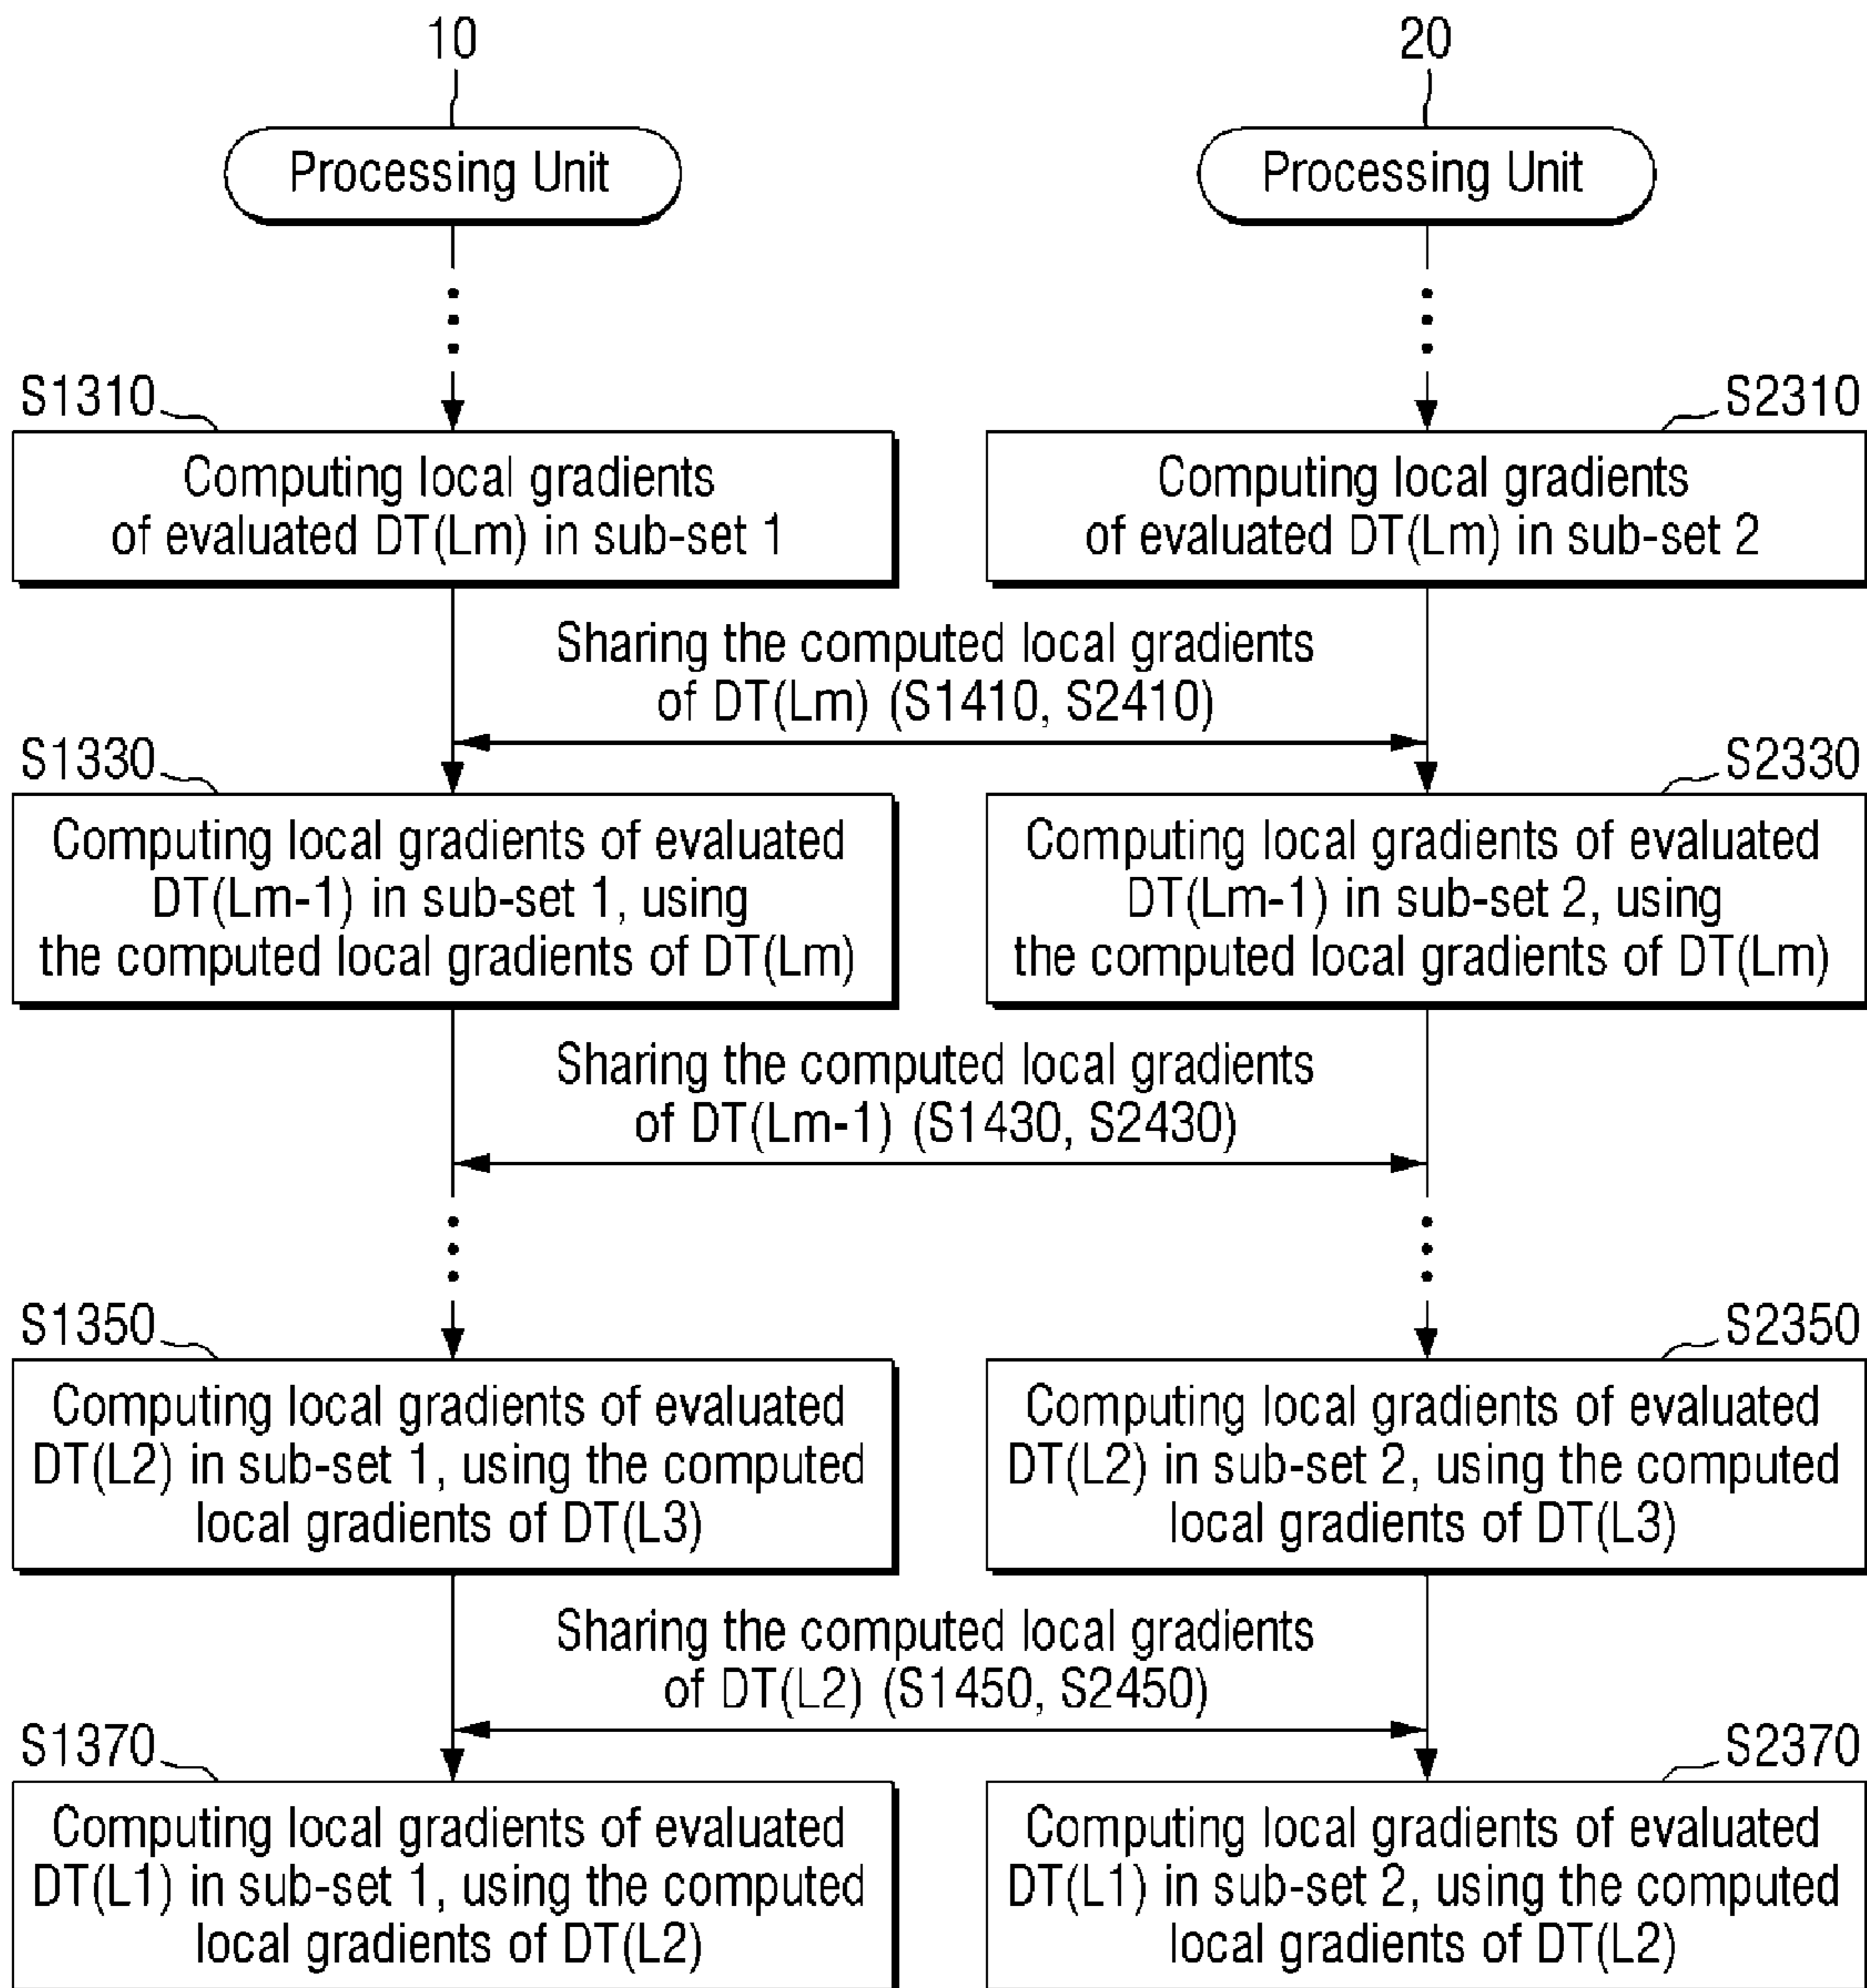 10
20
Processing Unit
Processing Unit
S1310
S2310
Computing local gradients
of evaluated DT(Lm) in sub-set 1
Computing local gradients
of evaluated DT(Lm) in sub-set 2
Sharing the computed local gradients
of DT(Lm) (S1410, S2410)
S1330
S2330
Computing local gradients of evaluated
DT(Lm-1) in sub-set 1, using
the computed local gradients of DT(Lm)
Computing local gradients of evaluated
DT(Lm-1) in sub-set 2, using
the computed local gradients of DT(Lm)
Sharing the computed local gradients
of DT(Lm-1) (S1430, S2430)
S1350
S2350
Computing local gradients of evaluated
DT(L2) in sub-set 1, using the computed
local gradients of DT(L3)
Computing local gradients of evaluated
DT(L2) in sub-set 2, using the computed
local gradients of DT(L3)
Sharing the computed local gradients
of DT(L2) (S1450, S2450)
S1370
S2370
Computing local gradients of evaluated
DT(L1) in sub-set 1, using the computed
local gradients of DT(L2)
Computing local gradients of evaluated
DT(L1) in sub-set 2, using the computed
local gradients of DT(L2)